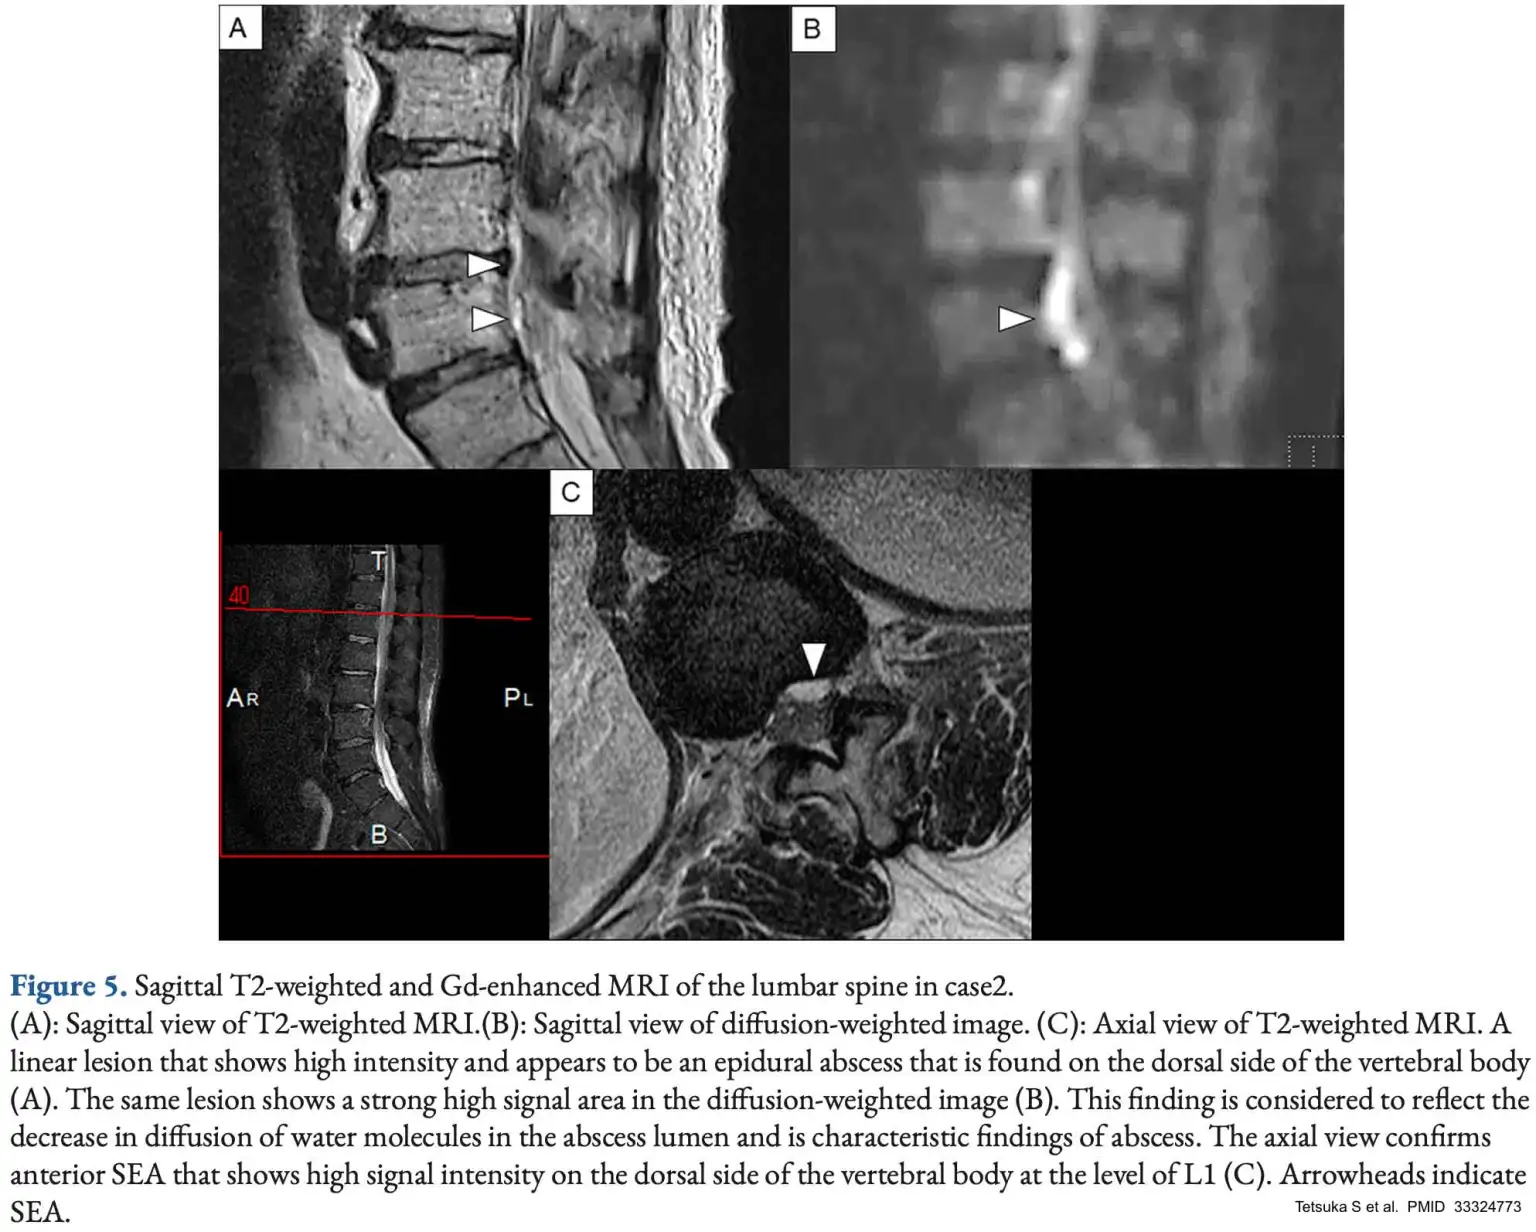 A
B
40
T
AR
PL
B
C
Figure 5. Sagittal T2-weighted and Gd-enhanced MRI of the lumbar spine in case2.
(A): Sagittal view of T2-weighted MRI.(B): Sagittal view of diffusion-weighted image. (C): Axial view of T2-weighted MRI. A
linear lesion that shows high intensity and appears to be an epidural abscess that is found on the dorsal side of the vertebral body
(A). The same lesion shows a strong high signal area in the diffusion-weighted image (B). This finding is considered to reflect the
decrease in diffusion of water molecules in the abscess lumen and is characteristic findings of abscess. The axial view confirms
anterior SEA that shows high signal intensity on the dorsal side of the vertebral body at the level of L1 (C). Arrowheads indicate
SEA.
Tetsuka S et al. PMID 33324773